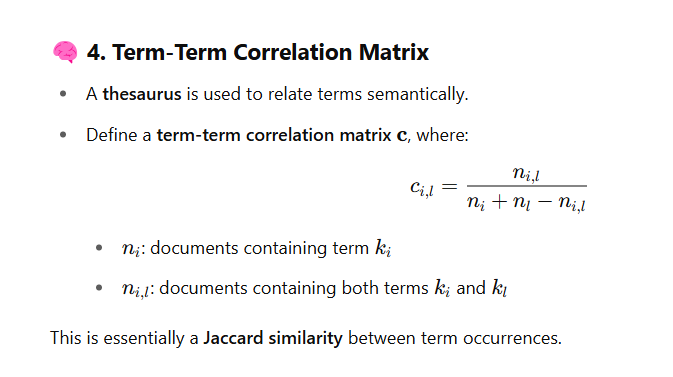 🧠 4. Term-Term Correlation Matrix
• A thesaurus is used to relate terms semantically.
• Define a term-term correlation matrix c, where:
c_{i,l} = \frac{n_{i,l}}{n_i + n_l − n_{i,l}}
• n_i: documents containing term k_i
• n_{i,l}: documents containing both terms k_i and k_l
This is essentially a Jaccard similarity between term occurrences.